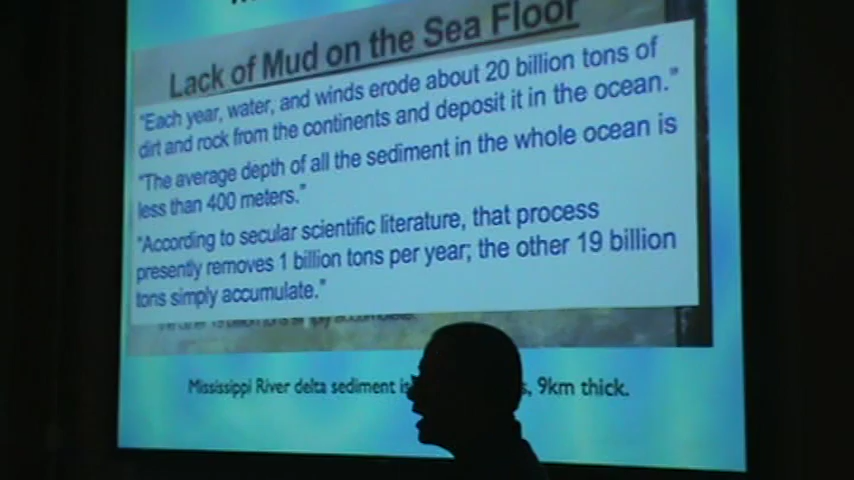 Lack of Mud on the Sea Floor
"Each year, water, and winds erode about 20 billion tons of
dirt and rock from the continents and deposit it in the ocean."
"The average depth of all the sediment in the whole ocean is
less than 400 meters."
"According to secular scientific literature, that process
presently removes 1 billion tons per year; the other 19 billion
tons simply accumulate."
Mississippi River delta sediment 9km thick.